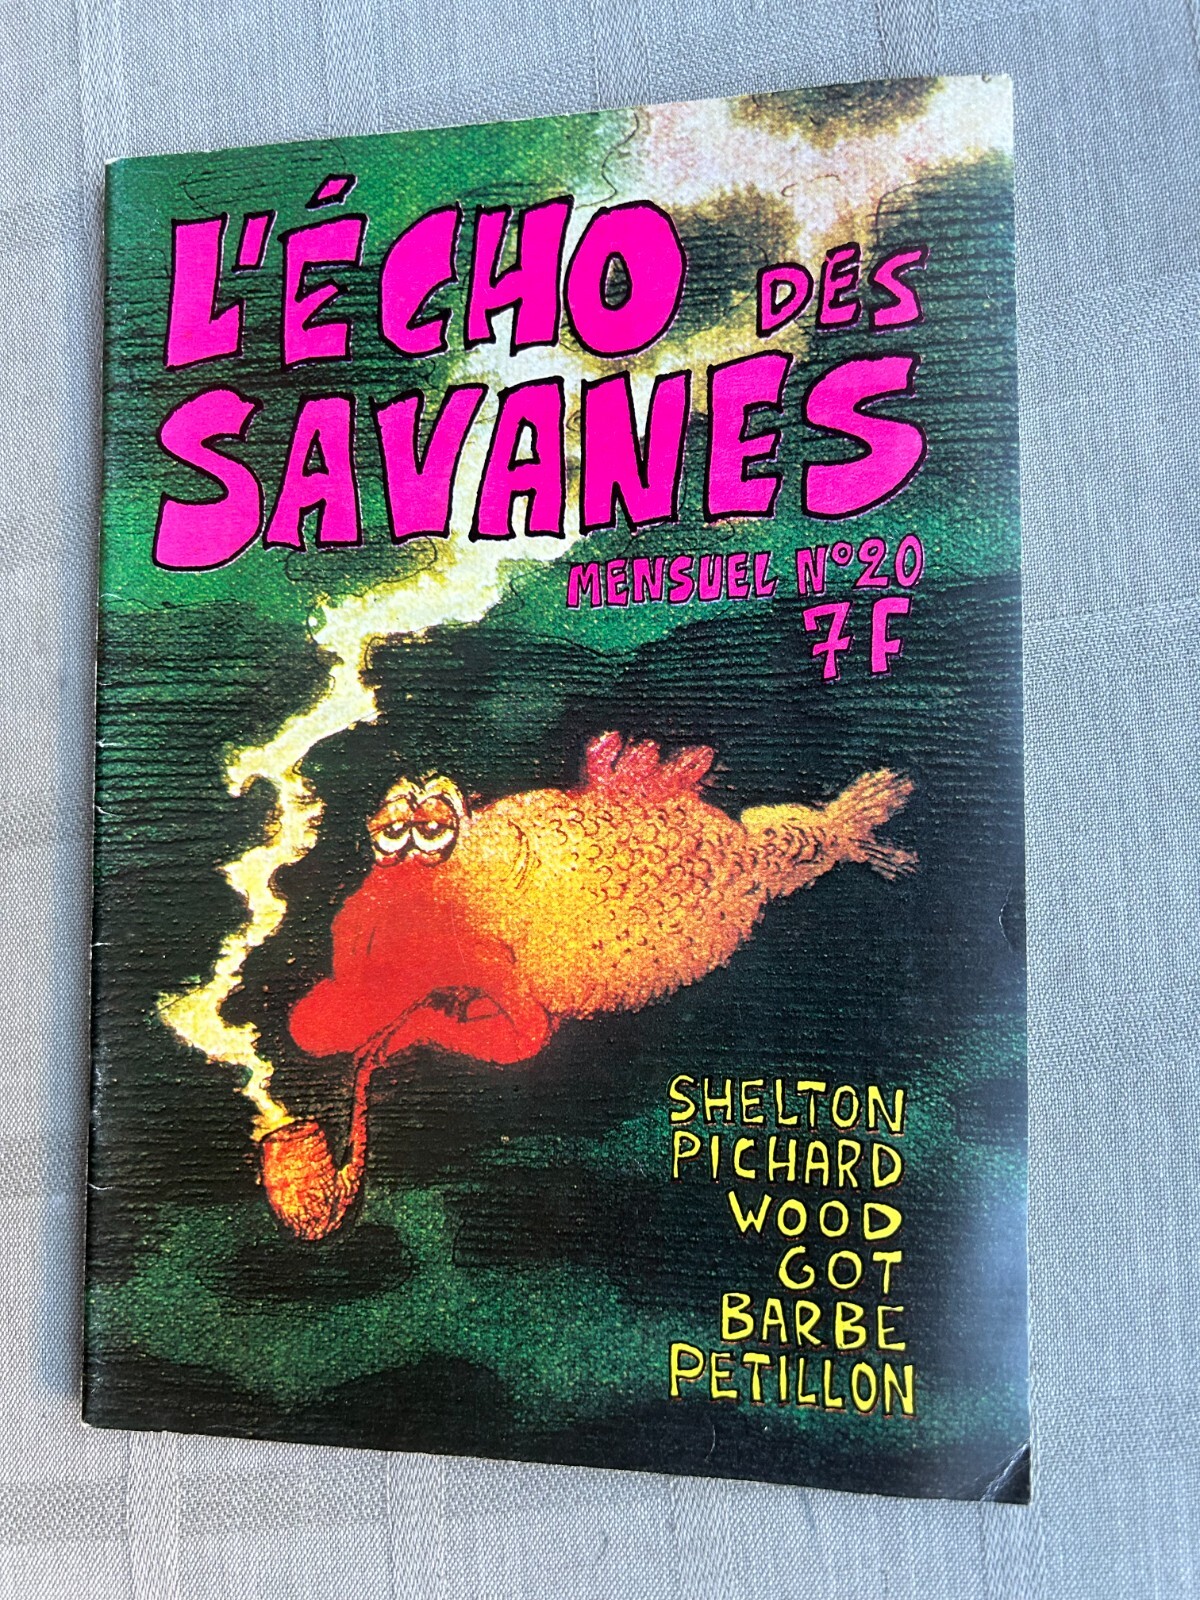 L'ÉCHO DES
SAVANES
MENSUEL N°20
7F
SHELTON
PICHARD
WOOD
GOT
BARBE
PETILLON